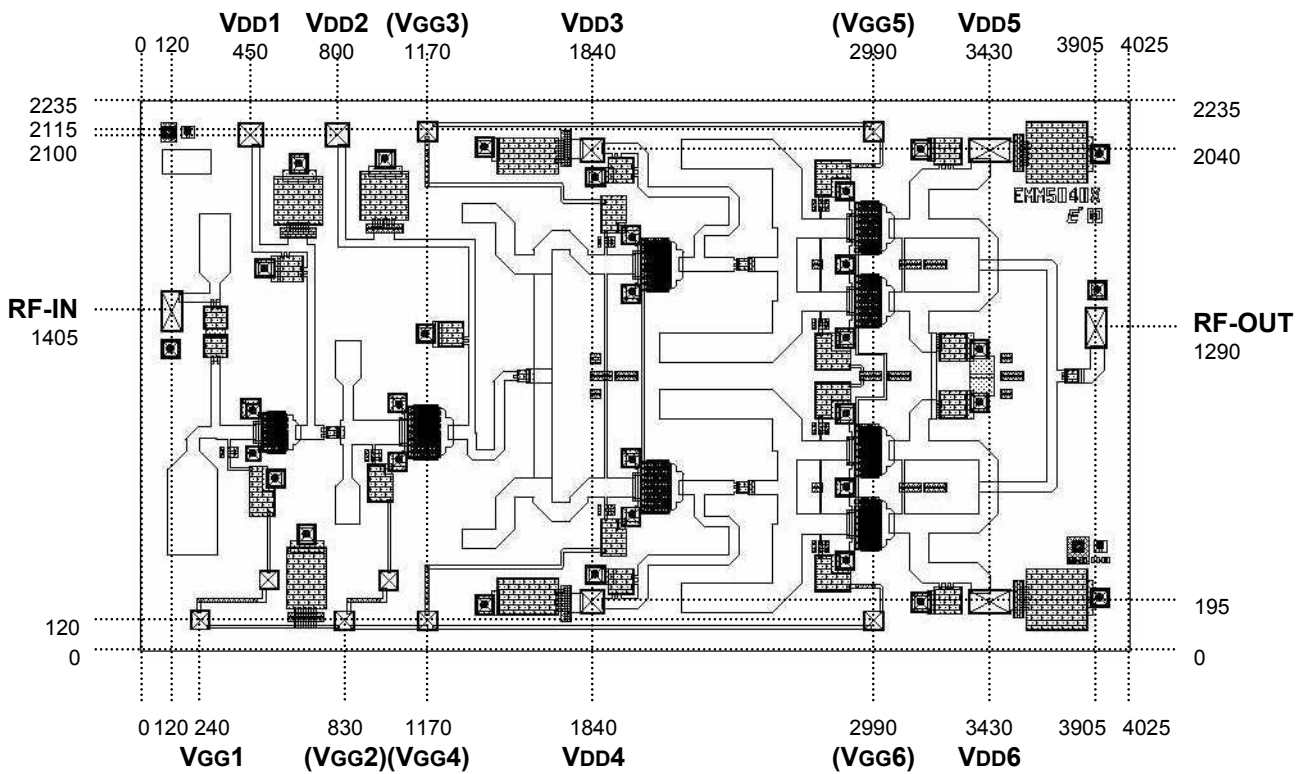 VDD1 VDD2 (VGG3) VDD3 (VGG5) VDD5
0 120 450 800 1170 1840 2990 3430 3905 4025
2235 2235
2115
2100 2040
EMM5040X
RF-IN
1405
RF-OUT
1290
120 195
0 0
0 120 240 830 1170 1840 2990 3430 3905 4025
VGG1 (VGG2)(VGG4) VDD4 (VGG6) VDD6